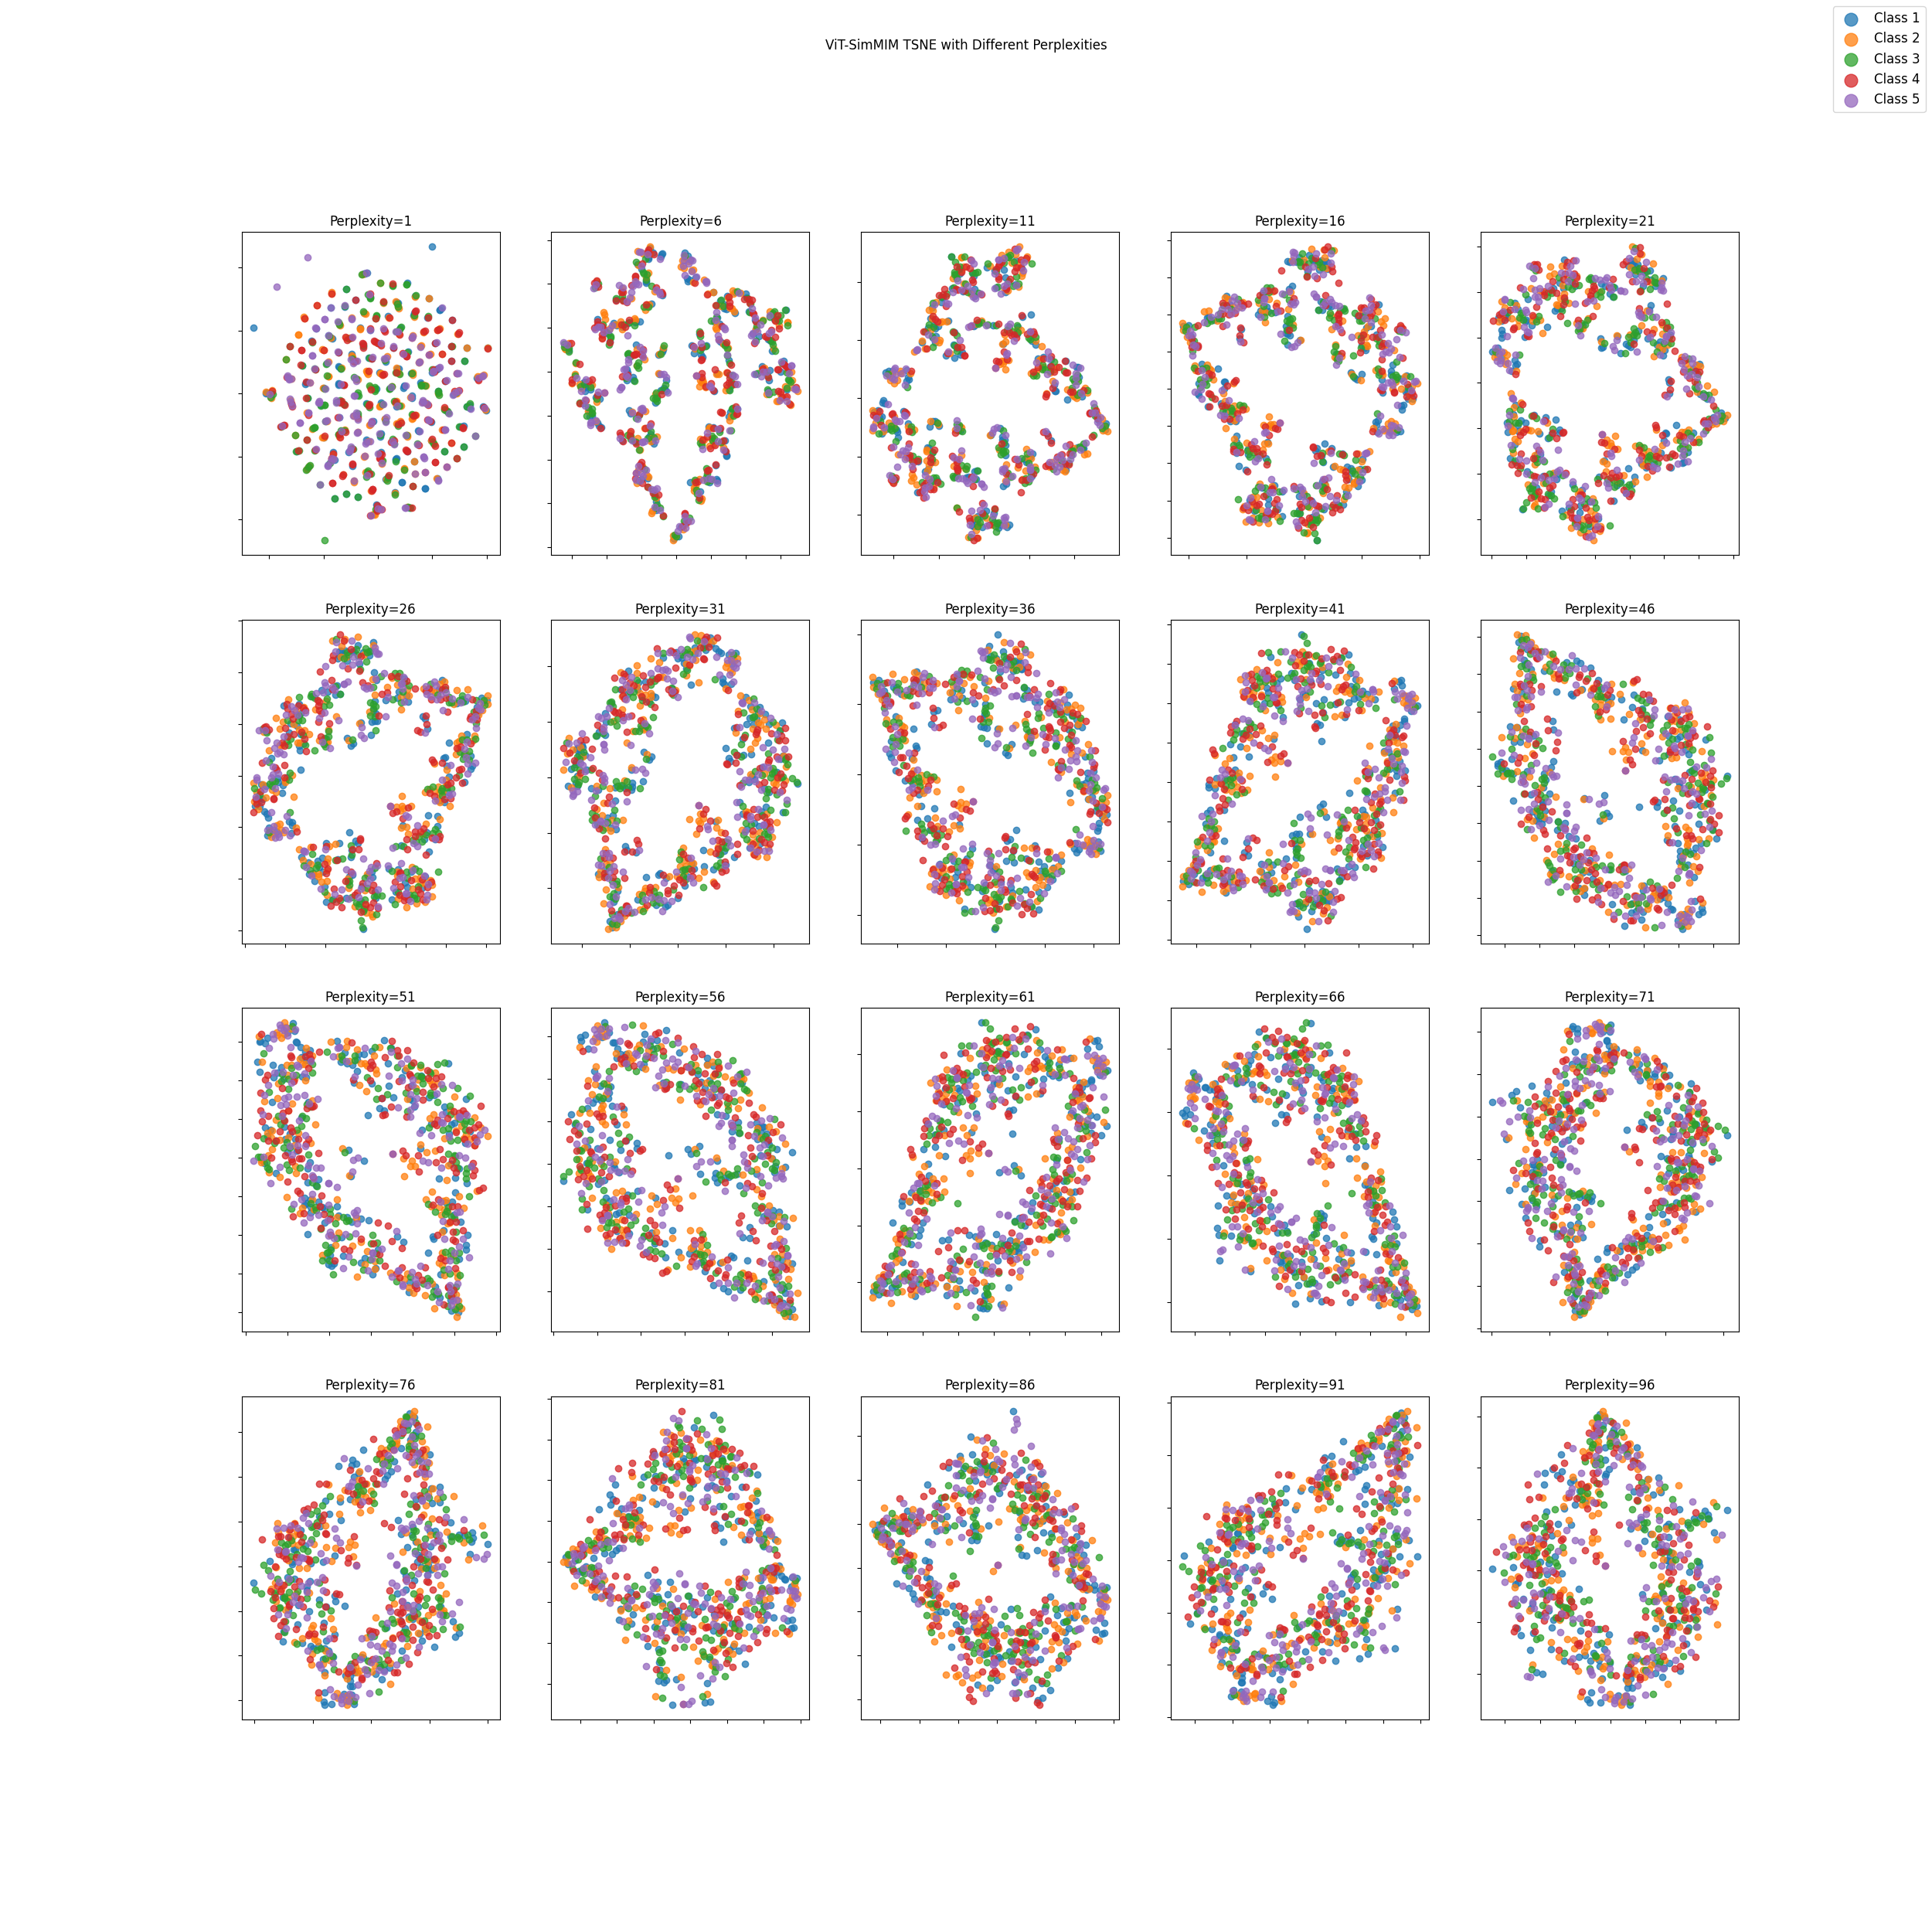 ViT-SimMIM TSNE with Different Perplexities
Class 1
Class 2
Class 3
Class 4
Class 5
Perplexity=1
Perplexity=6
Perplexity=11
Perplexity=16
Perplexity=21
Perplexity=26
Perplexity=31
Perplexity=36
Perplexity=41
Perplexity=46
Perplexity=51
Perplexity=56
Perplexity=61
Perplexity=66
Perplexity=71
Perplexity=76
Perplexity=81
Perplexity=86
Perplexity=91
Perplexity=96